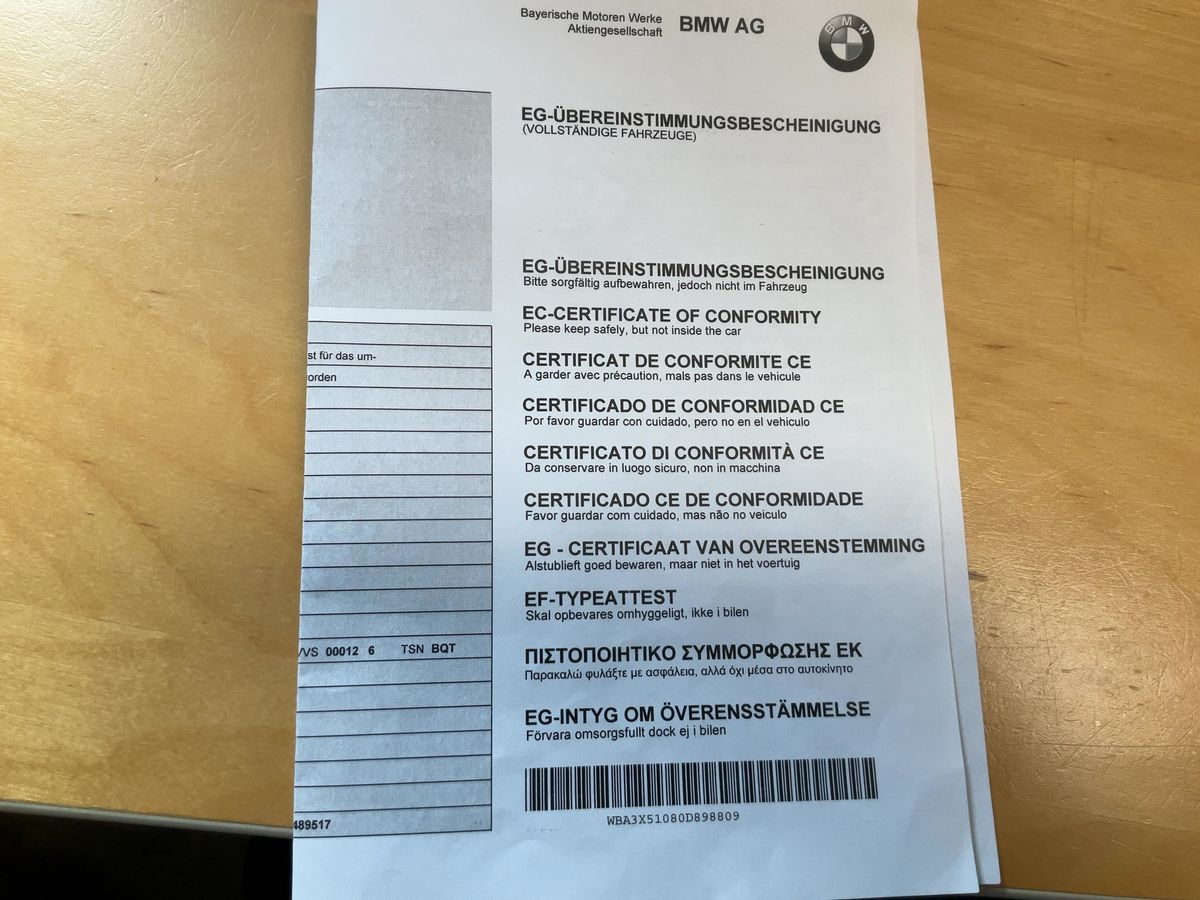 Bayerische Motoren Werke
Aktiengesellschaft
BMW AG
BMW
EG-ÜBEREINSTIMMUNGSBESCHEINIGUNG
(VOLLSTÄNDIGE FAHRZEUGE)
EG-ÜBEREINSTIMMUNGSBESCHEINIGUNG
Bitte sorgfältig aufbewahren, jedoch nicht im Fahrzeug
EC-CERTIFICATE OF CONFORMITY
Please keep safely, but not inside the car
CERTIFICAT DE CONFORMITE CE
A garder avec précaution, mals pas dans le vehicule
CERTIFICADO DE CONFORMIDAD CE
Por favor guardar con cuidado, pero no en el vehiculo
CERTIFICATO DI CONFORMITÀ CE
Da conservare in luogo sicuro, non in macchina
CERTIFICADO CE DE CONFORMIDADE
Favor guardar com cuidado, mas não no veiculo
EG - CERTIFICAAT VAN OVEREENSTEMMING
Alstublieft goed bewaren, maar niet in het voertuig
EF-TYPEATTEST
Skal opbevares omhyggeligt, ikke i bilen
ΠΙΣΤΟΠΟΙΗΤΙΚΟ ΣΥΜΜΟΡΦΩΣΗΣ ΕΚ
Παρακαλώ φυλάξτε με ασφάλεια, αλλά όχι μέσα στο αυτοκίνητο
EG-INTYG OM ÖVERENSSTÄMMELSE
Förvara omsorgsfullt dock ej i bilen
WBA3X51080D898809
st für das um-
orden
VS 00012 6 TSN BQT
489517